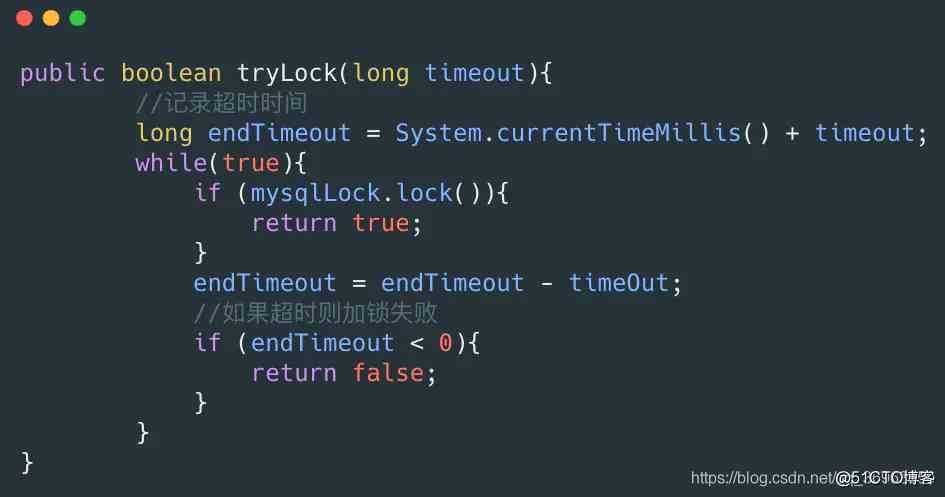 public boolean tryLock(long timeout){
//记录超时时间
long endTimeout = System.currentTimeMillis() + timeout;
while(true){
if (mysqlLock.lock()){
return true;
}
endTimeout = endTimeout - timeOut;
//如果超时则加锁失败
if (endTimeout < 0){
return false;
}
}
}
https://blog.csdn.net/
@51CTO博客